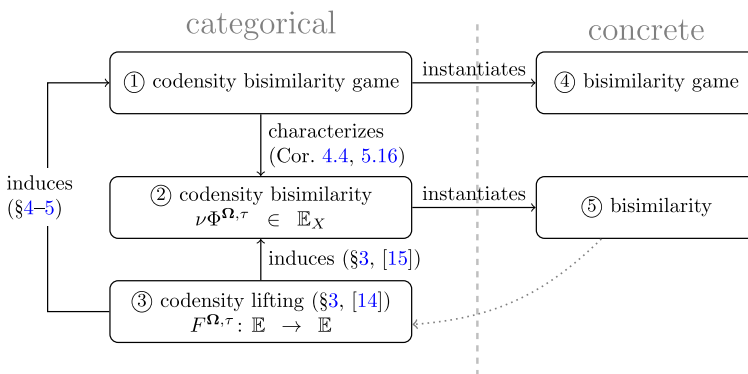 categorical
concrete
① codensity bisimilarity game
instantiates
④ bisimilarity game
characterizes
(Cor. 4.4, 5.16)
induces
(§4–5)
② codensity bisimilarity
νΦ^Ω,τ ∈ 𝔼_X
instantiates
⑤ bisimilarity
induces (§3, [15])
③ codensity lifting (§3, [14])
F^Ω,τ : 𝔼 → 𝔼